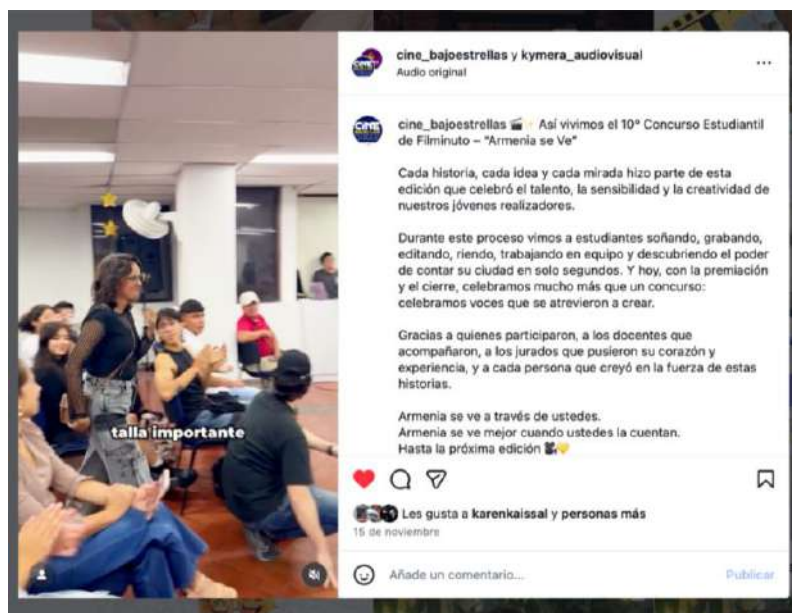 cine_bajoestrellas y kymera_audiovisual
Audio original
cine_bajoestrellas 🎬✨ Así vivimos el 10° Concurso Estudiantil
de Filminuto – "Armenia se Ve"
Cada historia, cada idea y cada mirada hizo parte de esta
edición que celebró el talento, la sensibilidad y la creatividad de
nuestros jóvenes realizadores.
Durante este proceso vimos a estudiantes soñando, grabando,
editando, riendo, trabajando en equipo y descubriendo el poder
de contar su ciudad en solo segundos. Y hoy, con la premiación
y el cierre, celebramos mucho más que un concurso:
celebramos voces que se atrevieron a crear.
Gracias a quienes participaron, a los docentes que
acompañaron, a los jurados que pusieron su corazón y
experiencia, y a cada persona que creyó en la fuerza de estas
historias.
Armenia se ve a través de ustedes.
Armenia se ve mejor cuando ustedes la cuentan.
Hasta la próxima edición 🎥💛
talla importante
Les gusta a karenkaissal y personas más
15 de noviembre
Añade un comentario...
Publicar